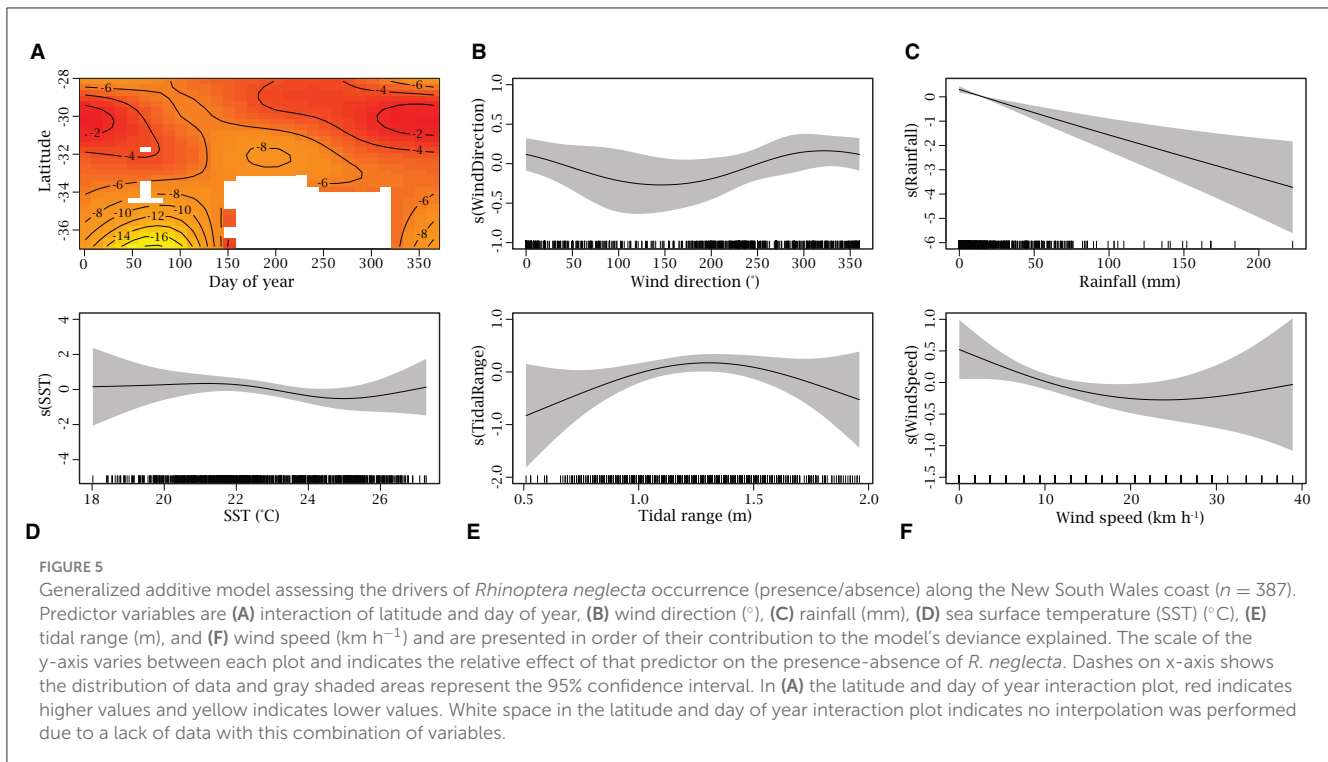 A
B
C
-28
-30
-32
-34
-36
Latitude
-6
-2
-4
-6
-8
-10
-14
-16
-12
-8
-10
-8
-6
-6
-4
-2
-4
-8
0 50 100 150 200 250 300 350
Day of year
1.0
0.5
0.0
-0.5
-1.0
s(WindDirection)
0 50 100 150 200 250 300 350
Wind direction (°)
0
-1
-2
-3
-4
-5
-6
s(Rainfall)
0 50 100 150 200
Rainfall (mm)
4
2
0
-2
-4
s(SST)
18 20 22 24 26
SST (°C)
1.0
0.0
-1.0
-2.0
s(TidalRange)
0.5 1.0 1.5 2.0
Tidal range (m)
1.0
0.5
0.0
-0.5
-1.0
-1.5
s(WindSpeed)
0 10 20 30 40
Wind speed (km h⁻¹)
D
E
F
FIGURE 5
Generalized additive model assessing the drivers of Rhinoptera neglecta occurrence (presence/absence) along the New South Wales coast (n = 387).
Predictor variables are (A) interaction of latitude and day of year, (B) wind direction (°), (C) rainfall (mm), (D) sea surface temperature (SST) (°C), (E)
tidal range (m), and (F) wind speed (km h⁻¹) and are presented in order of their contribution to the model's deviance explained. The scale of the
y-axis varies between each plot and indicates the relative effect of that predictor on the presence-absence of R. neglecta. Dashes on x-axis shows
the distribution of data and gray shaded areas represent the 95% confidence interval. In (A) the latitude and day of year interaction plot, red indicates
higher values and yellow indicates lower values. White space in the latitude and day of year interaction plot indicates no interpolation was performed
due to a lack of data with this combination of variables.